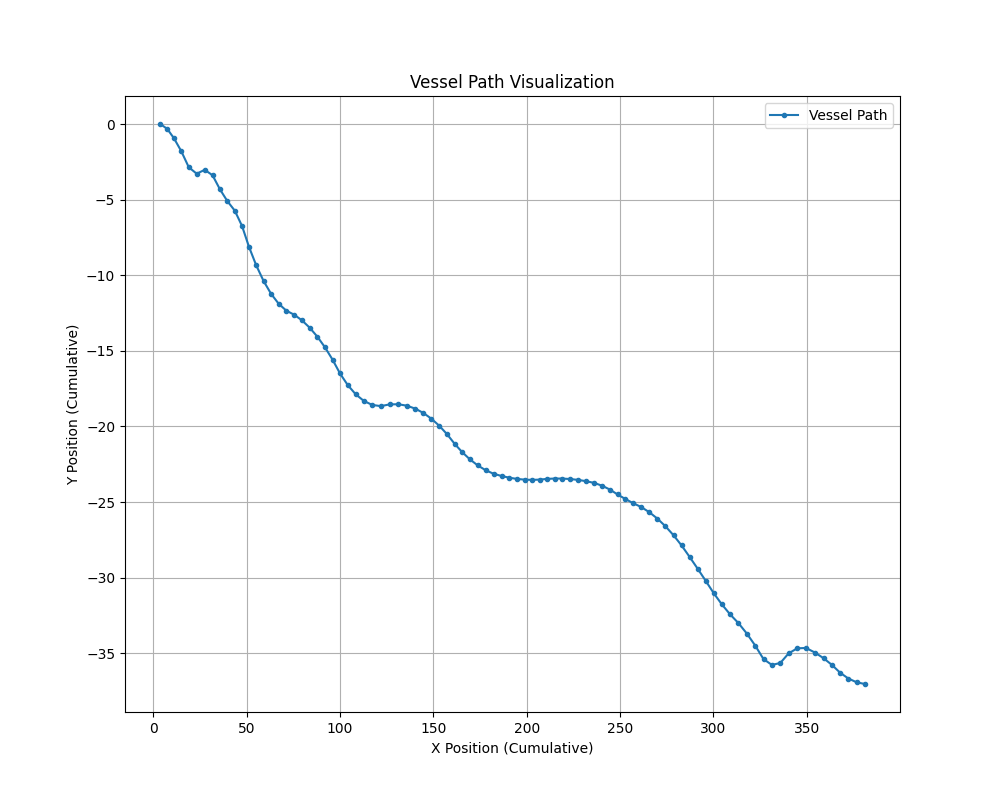 Vessel Path Visualization
Vessel Path
0
−5
−10
−15
−20
−25
−30
−35
Y Position (Cumulative)
0 50 100 150 200 250 300 350
X Position (Cumulative)